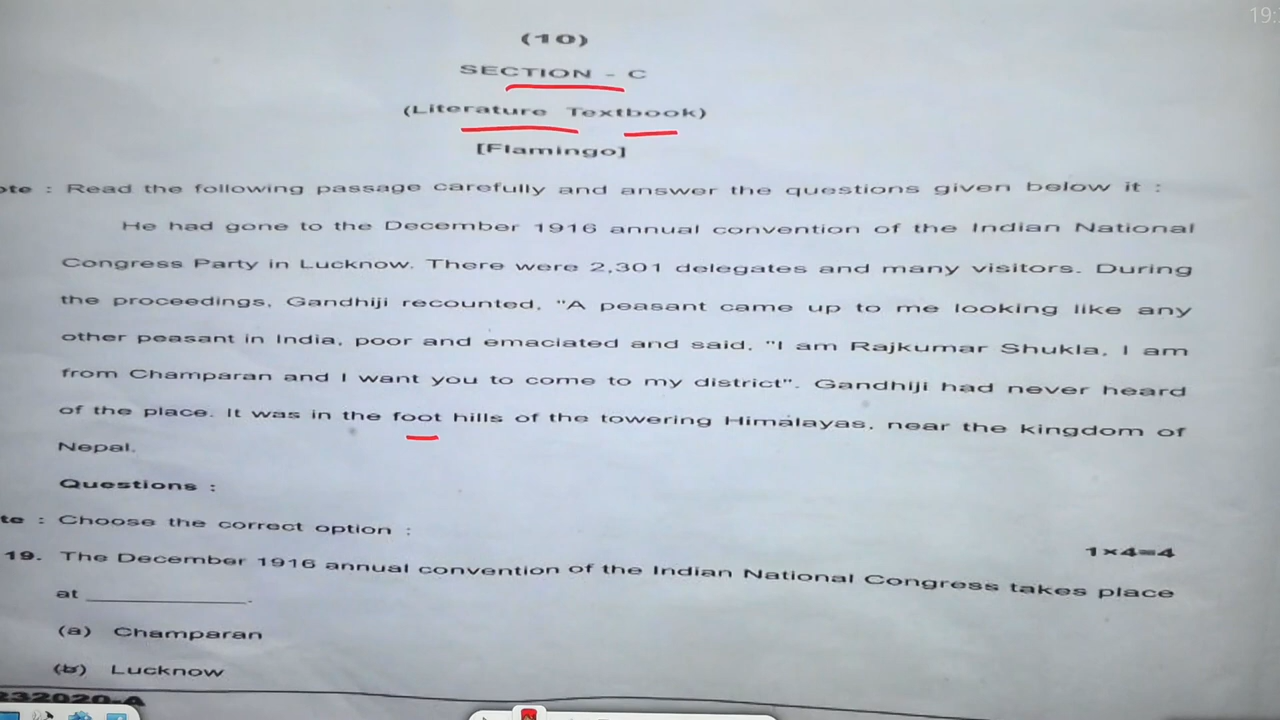 19:
(10)
SECTION - C
(Literature Textbook)
[Flamingo]
ote : Read the following passage carefully and answer the questions given below it :
He had gone to the December 1916 annual convention of the Indian National
Congress Party in Lucknow. There were 2,301 delegates and many visitors. During
the proceedings, Gandhiji recounted, "A peasant came up to me looking like any
other peasant in India, poor and emaciated and said, "I am Rajkumar Shukla, I am
from Champaran and I want you to come to my district". Gandhiji had never heard
of the place. It was in the foot hills of the towering Himalayas, near the kingdom of
Nepal.
Questions :
te : Choose the correct option :
1×4=4
19. The December 1916 annual convention of the Indian National Congress takes place
at ____________.
(a) Champaran
(b) Lucknow
232020-A